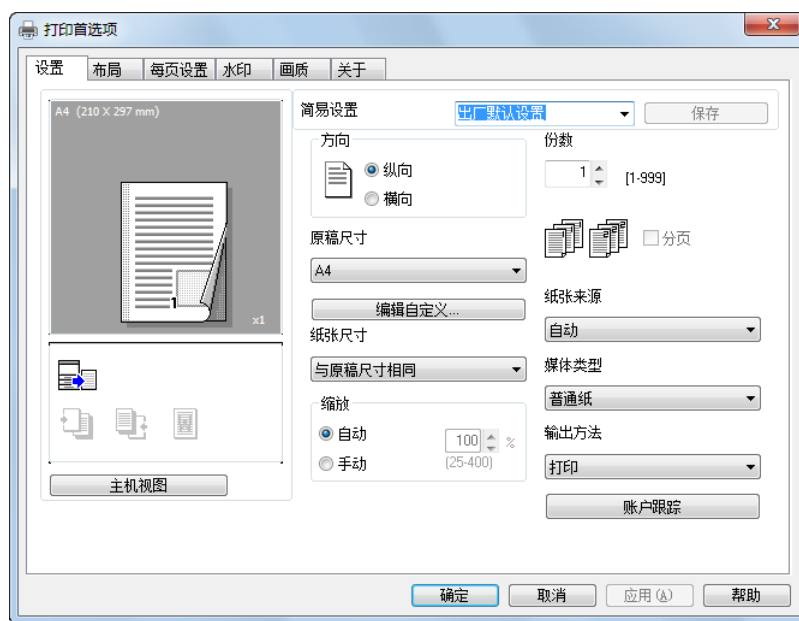 打印首选项
设置 布局 每页设置 水印 画质 关于
A4 (210 X 297 mm)
1
x1
主机视图
简易设置 出厂默认设置 保存
方向
纵向
横向
原稿尺寸
A4
编辑自定义...
纸张尺寸
与原稿尺寸相同
缩放
自动
手动
100 %
(25-400)
份数
1 [1-999]
分页
纸张来源
自动
媒体类型
普通纸
输出方法
打印
账户跟踪
确定 取消 应用(A) 帮助